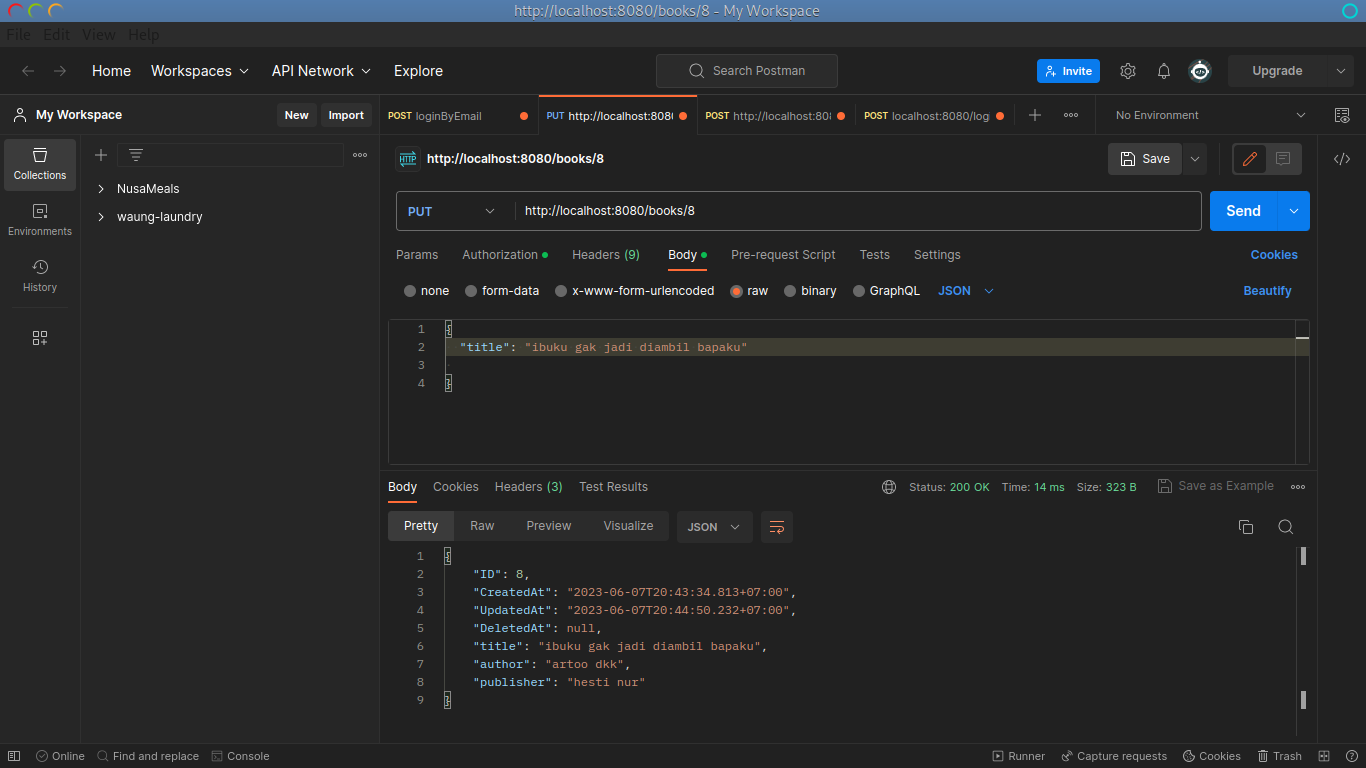 http://localhost:8080/books/8 - My Workspace
File Edit View Help
Home Workspaces API Network Explore Search Postman Invite Upgrade
My Workspace New Import
POST loginByEmail PUT http://localhost:808 POST http://localhost:80 POST localhost:8080/log No Environment
Collections
Environments
History
NusaMeals
waung-laundry
HTTP http://localhost:8080/books/8 Save
PUT http://localhost:8080/books/8 Send
Params Authorization Headers (9) Body Pre-request Script Tests Settings Cookies
none form-data x-www-form-urlencoded raw binary GraphQL JSON Beautify
1 {
2 "title": "ibuku gak jadi diambil bapaku"
3
4 }
Body Cookies Headers (3) Test Results Status: 200 OK Time: 14 ms Size: 323 B Save as Example
Pretty Raw Preview Visualize JSON
1 {
2 "ID": 8,
3 "CreatedAt": "2023-06-07T20:43:34.813+07:00",
4 "UpdatedAt": "2023-06-07T20:44:50.232+07:00",
5 "DeletedAt": null,
6 "title": "ibuku gak jadi diambil bapaku",
7 "author": "artoo dkk",
8 "publisher": "hesti nur"
9 }
Online Find and replace Console Runner Capture requests Cookies Trash